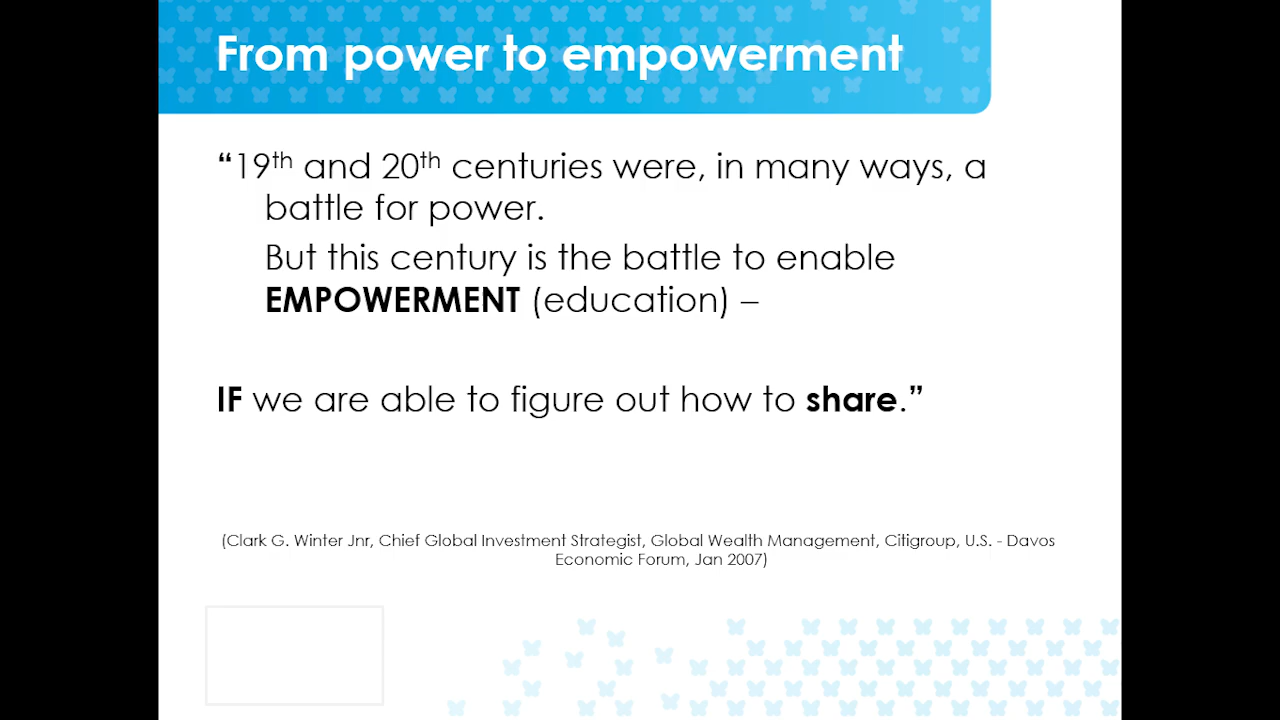 From power to empowerment
“19th and 20th centuries were, in many ways, a
battle for power.
But this century is the battle to enable
EMPOWERMENT (education) –
IF we are able to figure out how to share.”
(Clark G. Winter Jnr, Chief Global Investment Strategist, Global Wealth Management, Citigroup, U.S. - Davos
Economic Forum, Jan 2007)